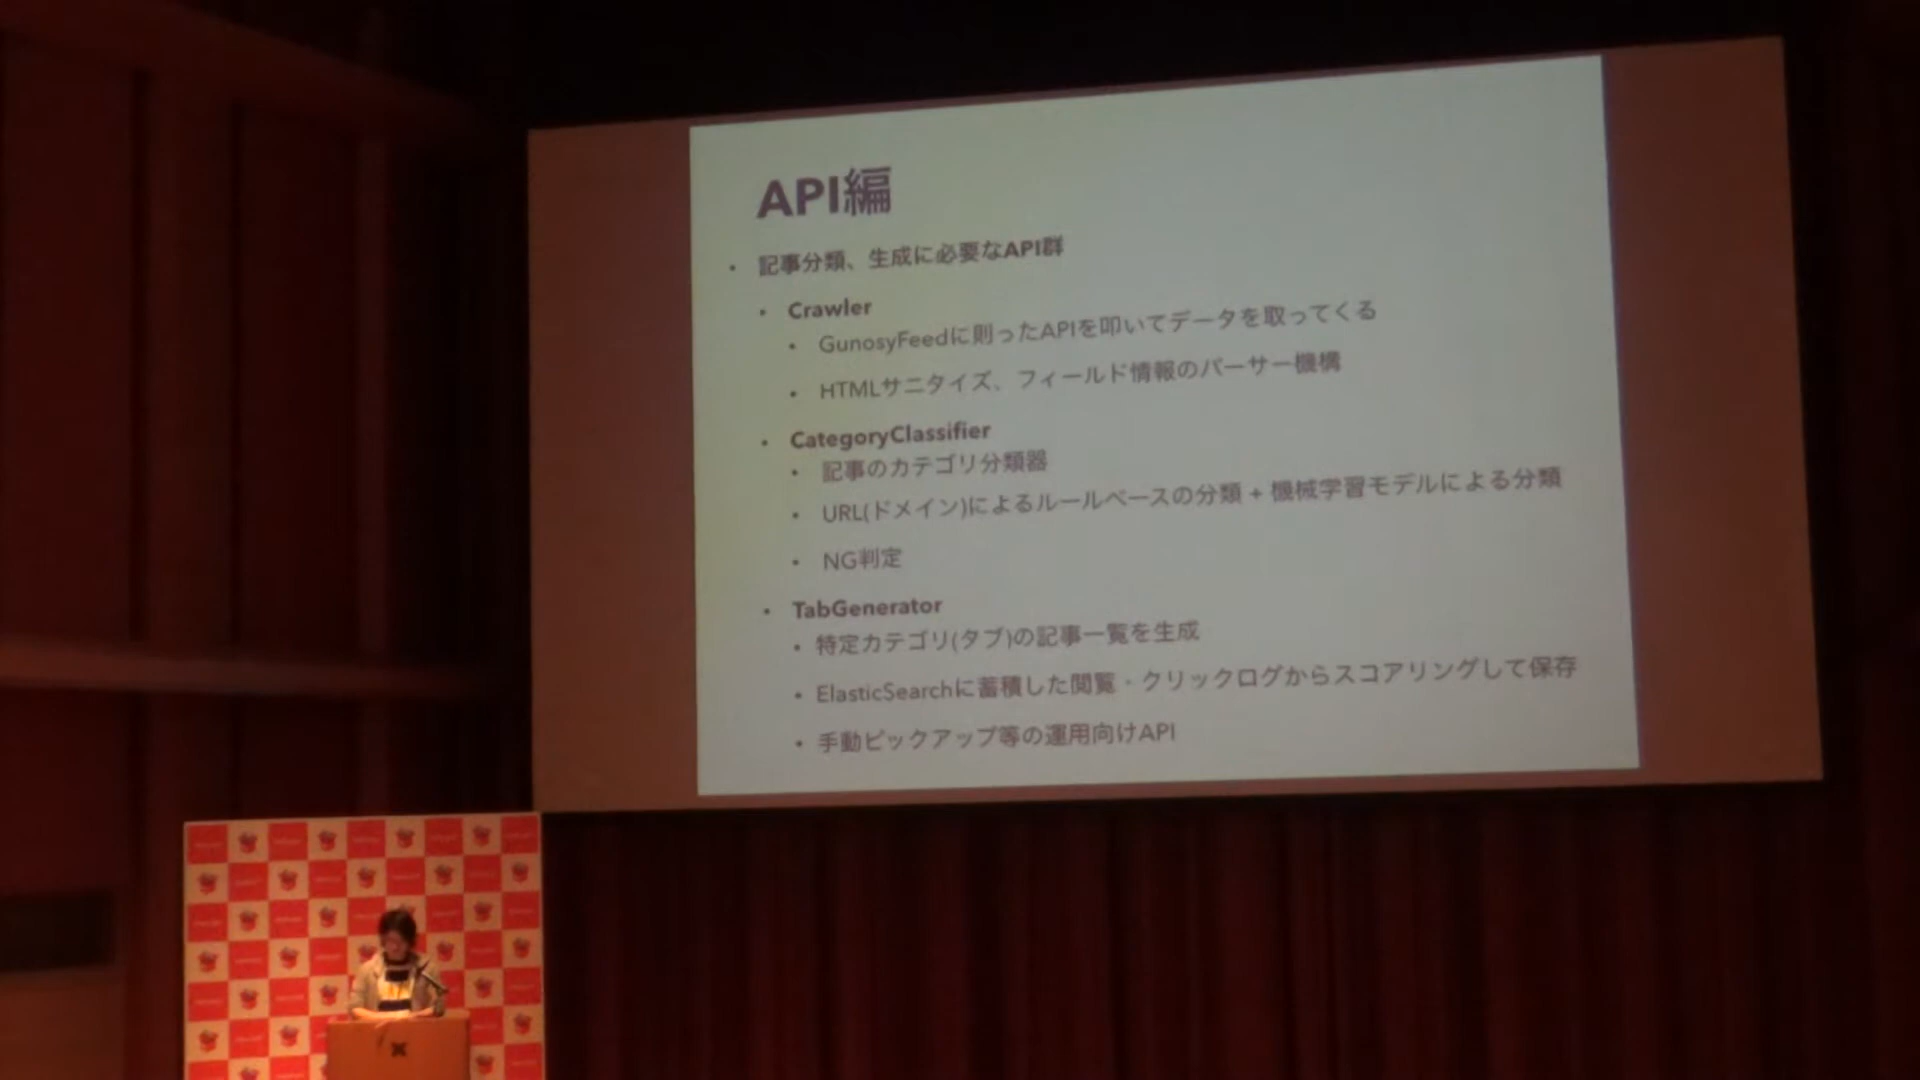 API編
• 記事分類、生成に必要なAPI群
• Crawler
• GunosyFeedに則ったAPIを叩いてデータを取ってくる
• HTMLサニタイズ、フィールド情報のパーサー機構
• CategoryClassifier
• 記事のカテゴリ分類器
• URL(ドメイン)によるルールベースの分類 + 機械学習モデルによる分類
• NG判定
• TabGenerator
• 特定カテゴリ(タブ)の記事一覧を生成
• ElasticSearchに蓄積した閲覧・クリックログからスコアリングして保存
• 手動ピックアップ等の運用向けAPI